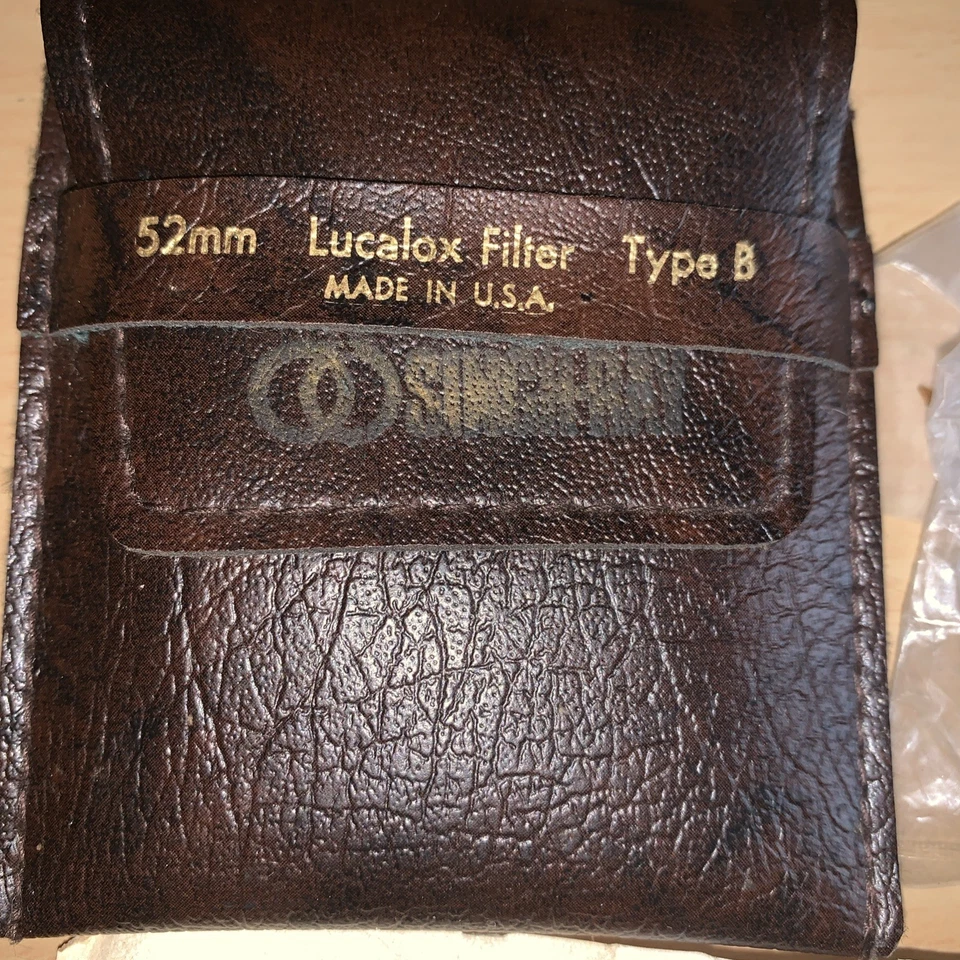 52mm Lucalox Filter Type B
MADE IN U.S.A.